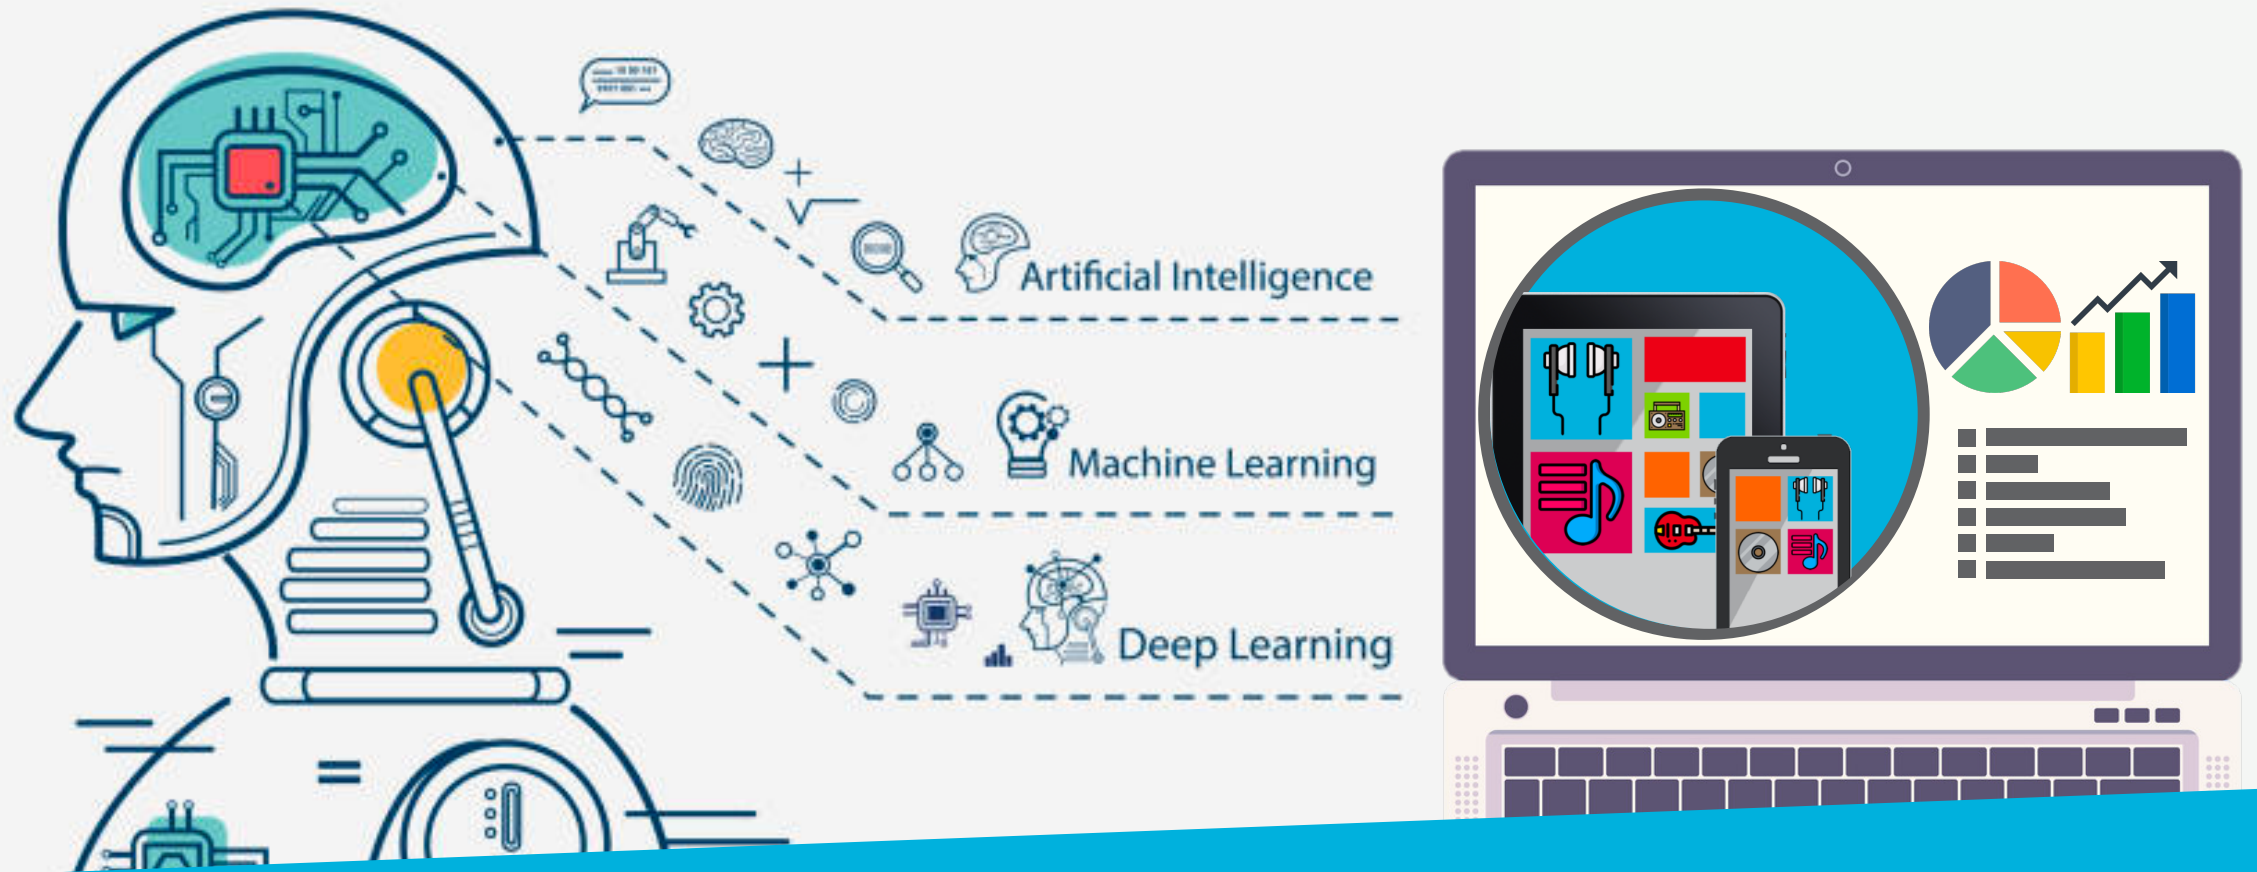 Artificial Intelligence
Machine Learning
Deep Learning